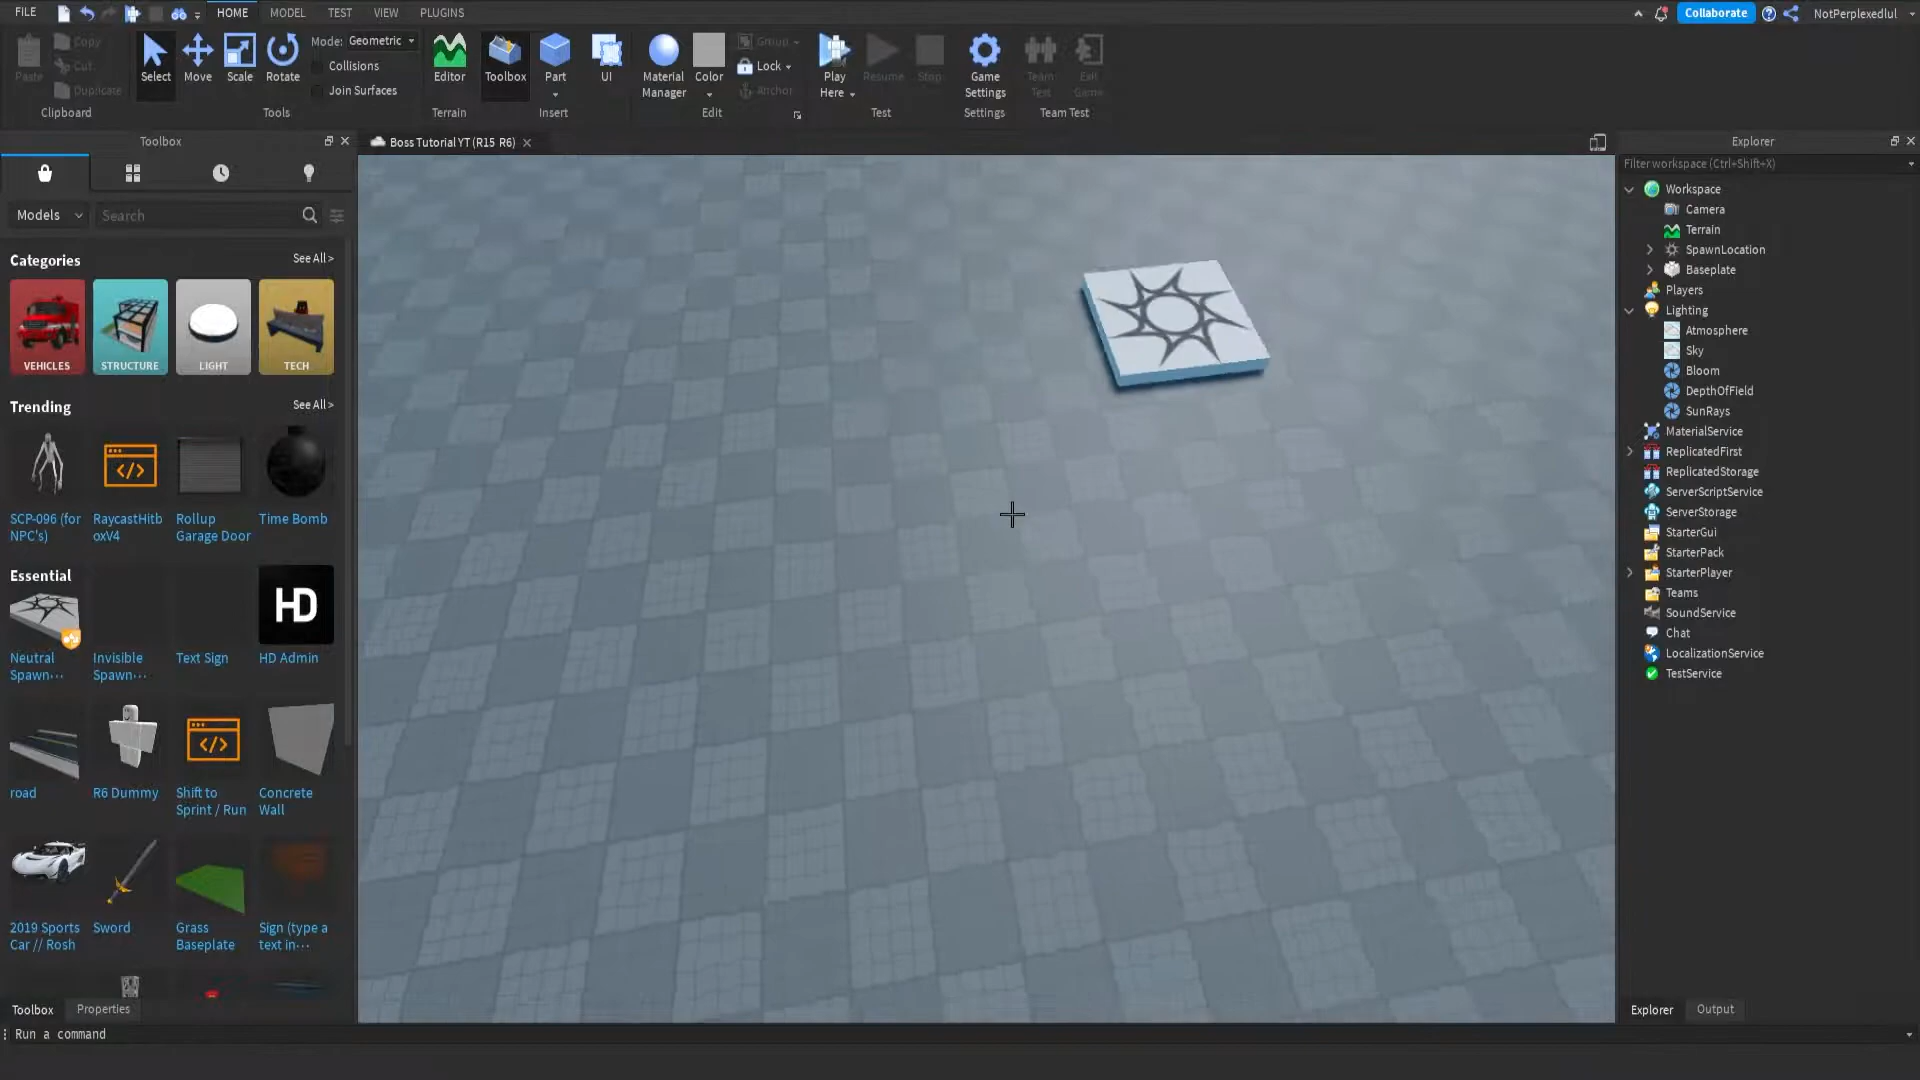 FILE
HOME
MODEL
TEST
VIEW
PLUGINS
Collaborate
NotPerplexedlul
Paste
Copy
Cut
Duplicate
Clipboard
Select
Move
Scale
Rotate
Mode: Geometric
Collisions
Join Surfaces
Tools
Editor
Terrain
Toolbox
Part
UI
Insert
Material Manager
Color
Group
Lock
Anchor
Edit
Play Here
Resume
Stop
Test
Game Settings
Settings
Team Test
Exit Game
Team Test
Toolbox
Models
Search
Categories
See All >
VEHICLES
STRUCTURE
LIGHT
TECH
Trending
See All >
SCP-096 (for NPC's)
RaycastHitboxV4
Rollup Garage Door
Time Bomb
Essential
HD
Neutral Spawn···
Invisible Spawn···
Text Sign
HD Admin
road
R6 Dummy
Shift to Sprint / Run
Concrete Wall
2019 Sports Car // Rosh
Sword
Grass Baseplate
Sign (type a text in···
Toolbox
Properties
Run a command
Boss Tutorial YT (R15 R6)
Explorer
Filter workspace (Ctrl+Shift+X)
Workspace
Camera
Terrain
SpawnLocation
Baseplate
Players
Lighting
Atmosphere
Sky
Bloom
DepthOfField
SunRays
MaterialService
ReplicatedFirst
ReplicatedStorage
ServerScriptService
ServerStorage
StarterGui
StarterPack
StarterPlayer
Teams
SoundService
Chat
LocalizationService
TestService
Explorer
Output